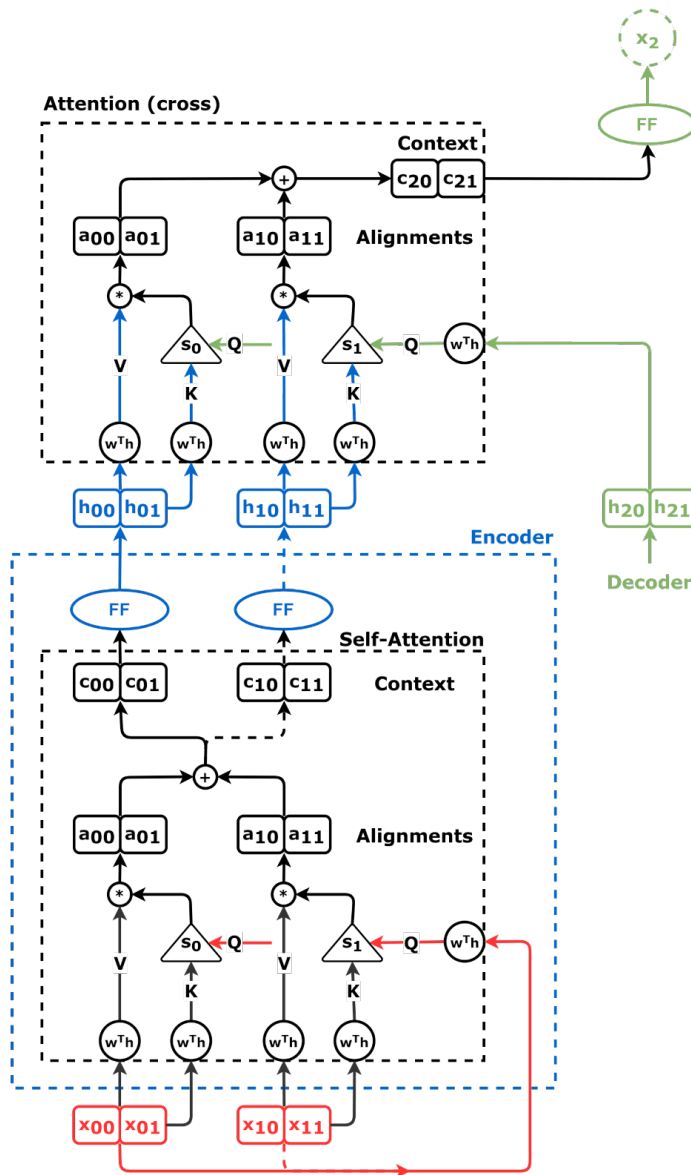 x2
FF
Attention (cross)
Context
c20 c21
a00 a01
a10 a11
Alignments
*
+
*
s0
Q
s1
Q
wTh
V
K
V
K
wTh
wTh
wTh
wTh
h00 h01
h10 h11
h20 h21
Decoder
Encoder
FF
FF
Self-Attention
c00 c01
c10 c11
Context
+
a00 a01
a10 a11
Alignments
*
*
s0
Q
s1
Q
wTh
V
K
V
K
wTh
wTh
wTh
wTh
x00 x01
x10 x11